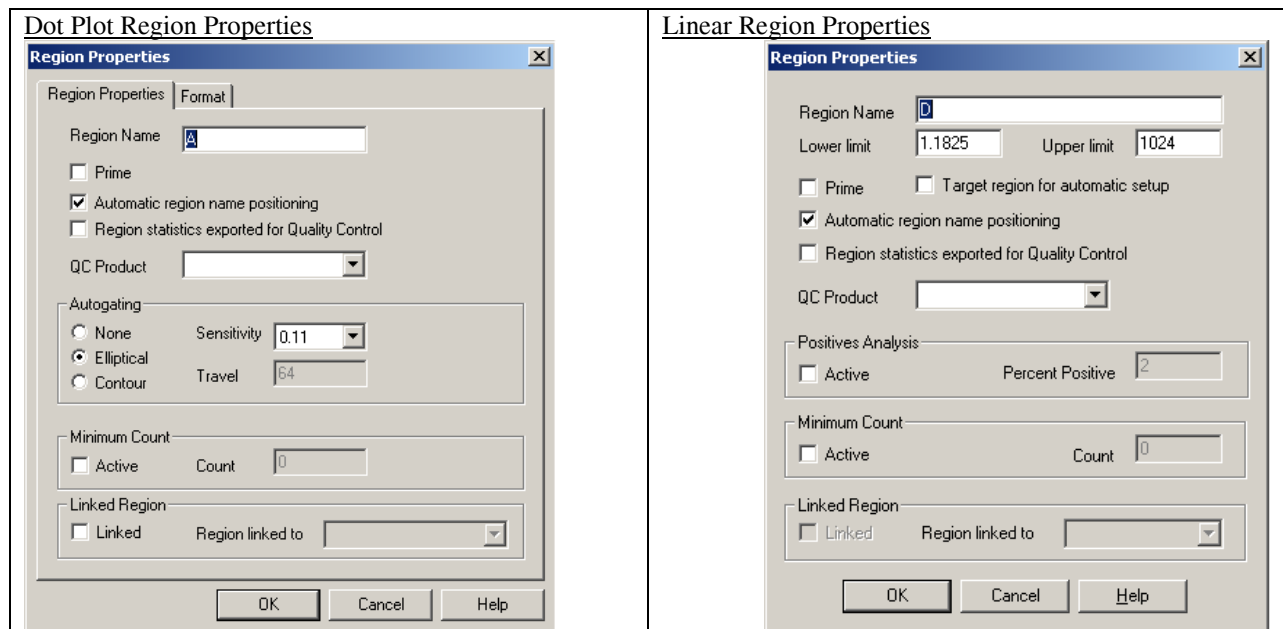 Dot Plot Region Properties
Region Properties
Region Properties
Format
Region Name A
Prime
Automatic region name positioning
Region statistics exported for Quality Control
QC Product
Autogating
None
Sensitivity 0.11
Elliptical
Contour
Travel 64
Minimum Count
Active Count 0
Linked Region
Linked Region linked to
OK Cancel Help
Linear Region Properties
Region Properties
Region Name D
Lower limit 1.1825 Upper limit 1024
Prime Target region for automatic setup
Automatic region name positioning
Region statistics exported for Quality Control
QC Product
Positives Analysis
Active Percent Positive 2
Minimum Count
Active Count 0
Linked Region
Linked Region linked to
OK Cancel Help